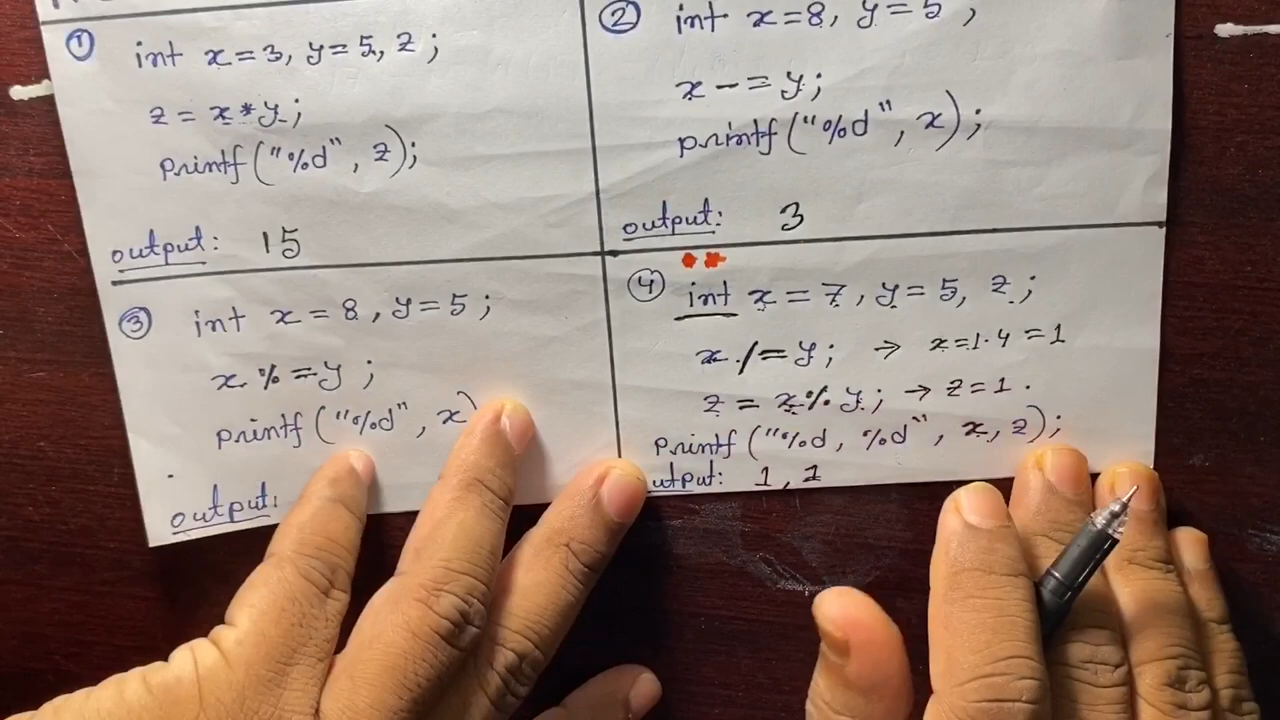 ①
int x = 3, y = 5, z ;
z = x * y ;
printf("%d", z);
output: 15
②
int x = 8, y = 5 ;
x - = y ;
printf("%d", x);
output: 3
③
int x = 8 , y = 5 ;
x % = y ;
printf("%d", x)
output:
④
int x = 7 , y = 5, z ;
x / = y ; → x = 1.4 = 1
z = x % y ; → z = 1 .
printf("%d, %d", x, z);
utput: 1 , 1